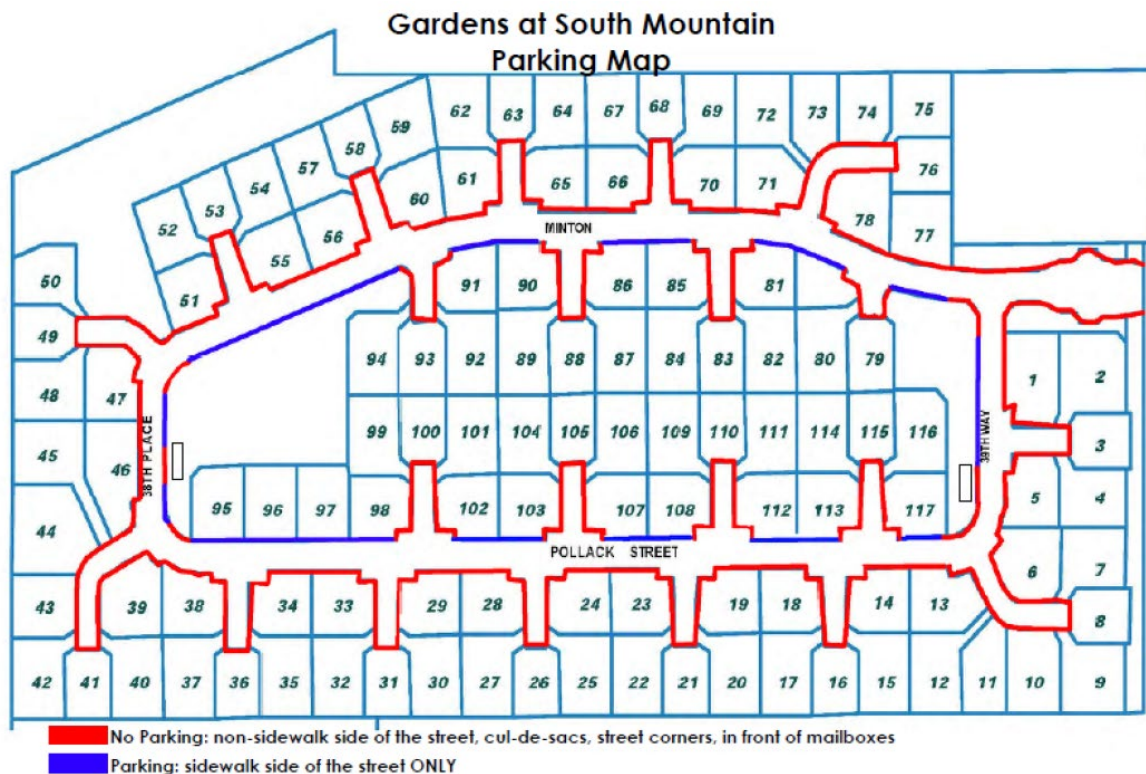 Gardens at South Mountain
Parking Map
62 63 64 67 68 69 72 73 74 75
59
58
57
54
53
52
61 65 66 70 71 76
60
56
55
51
78
77
MINTON
50
49
91 90 86 85 81
94 93 92 89 88 87 84 83 82 80 79
1 2
48 47
99 100 101 104 105 106 109 110 111 114 115 116
3
38TH PLACE
39TH WAY
45 46
95 96 97 98 102 103 107 108 112 113 117
5 4
44
POLLACK STREET
6 7
43 39 38 34 33 29 28 24 23 19 18 14 13
8
42 41 40 37 36 35 32 31 30 27 26 25 22 21 20 17 16 15 12 11 10 9
No Parking: non-sidewalk side of the street, cul-de-sacs, street corners, in front of mailboxes
Parking: sidewalk side of the street ONLY